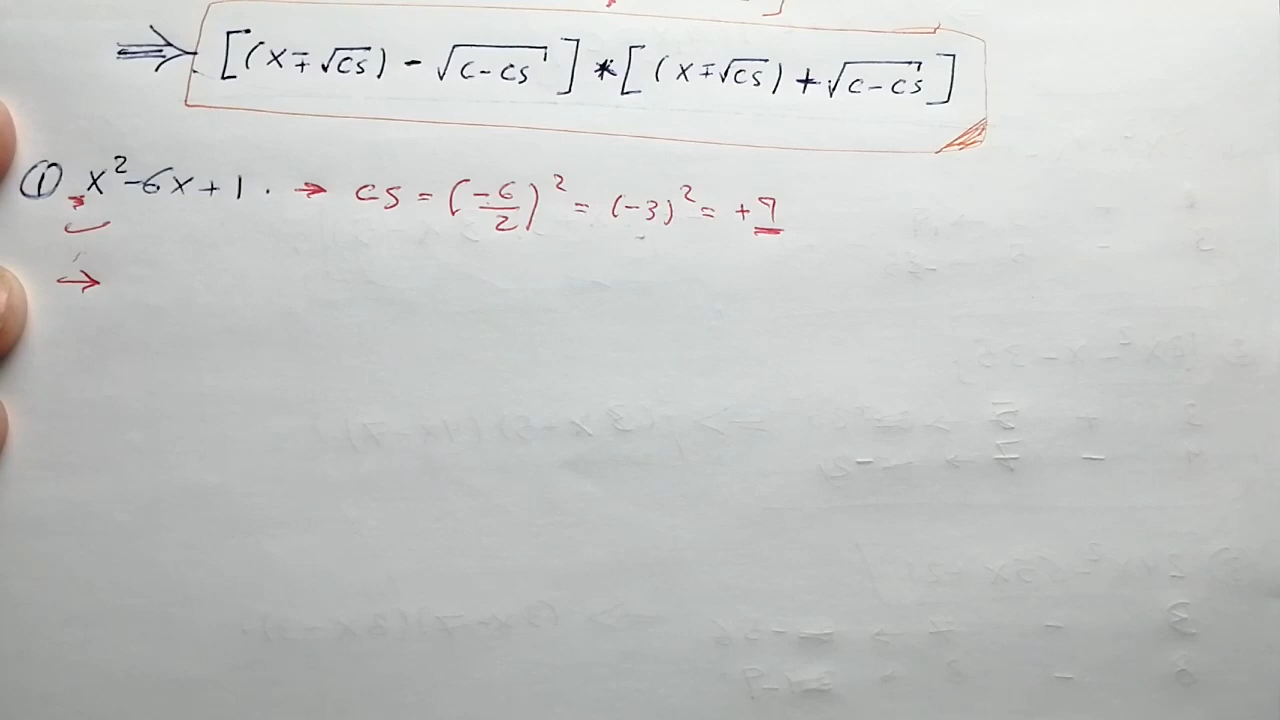 ⇒ [(x∓√cs) - √c-cs] * [(x∓√cs) + √c-cs]
① x²-6x+1. → cs = (-6/2)² = (-3)² = +9
→